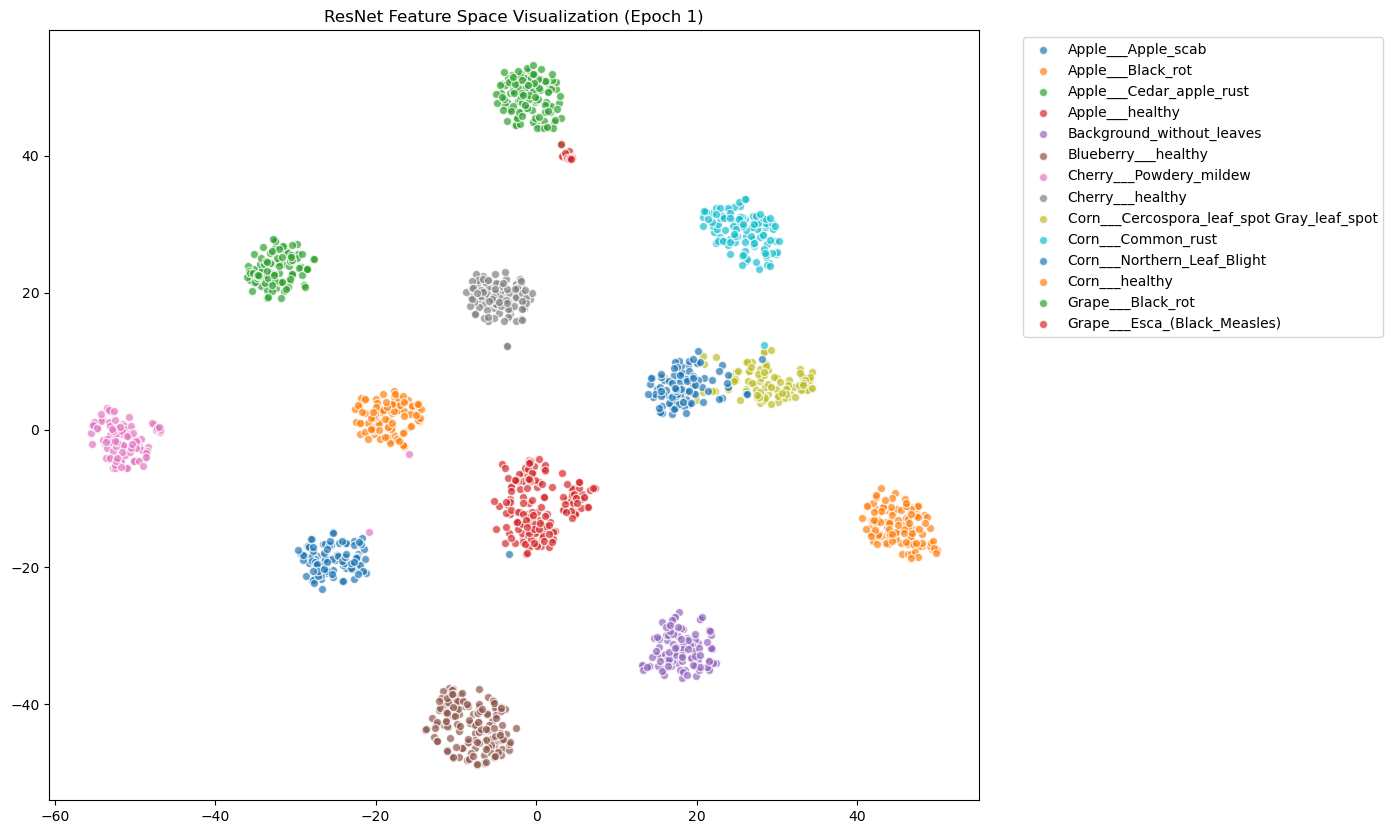 ResNet Feature Space Visualization (Epoch 1)
Apple___Apple_scab
Apple___Black_rot
Apple___Cedar_apple_rust
Apple___healthy
Background_without_leaves
Blueberry___healthy
Cherry___Powdery_mildew
Cherry___healthy
Corn___Cercospora_leaf_spot Gray_leaf_spot
Corn___Common_rust
Corn___Northern_Leaf_Blight
Corn___healthy
Grape___Black_rot
Grape___Esca_(Black_Measles)
40
20
0
−20
−40
−60 −40 −20 0 20 40